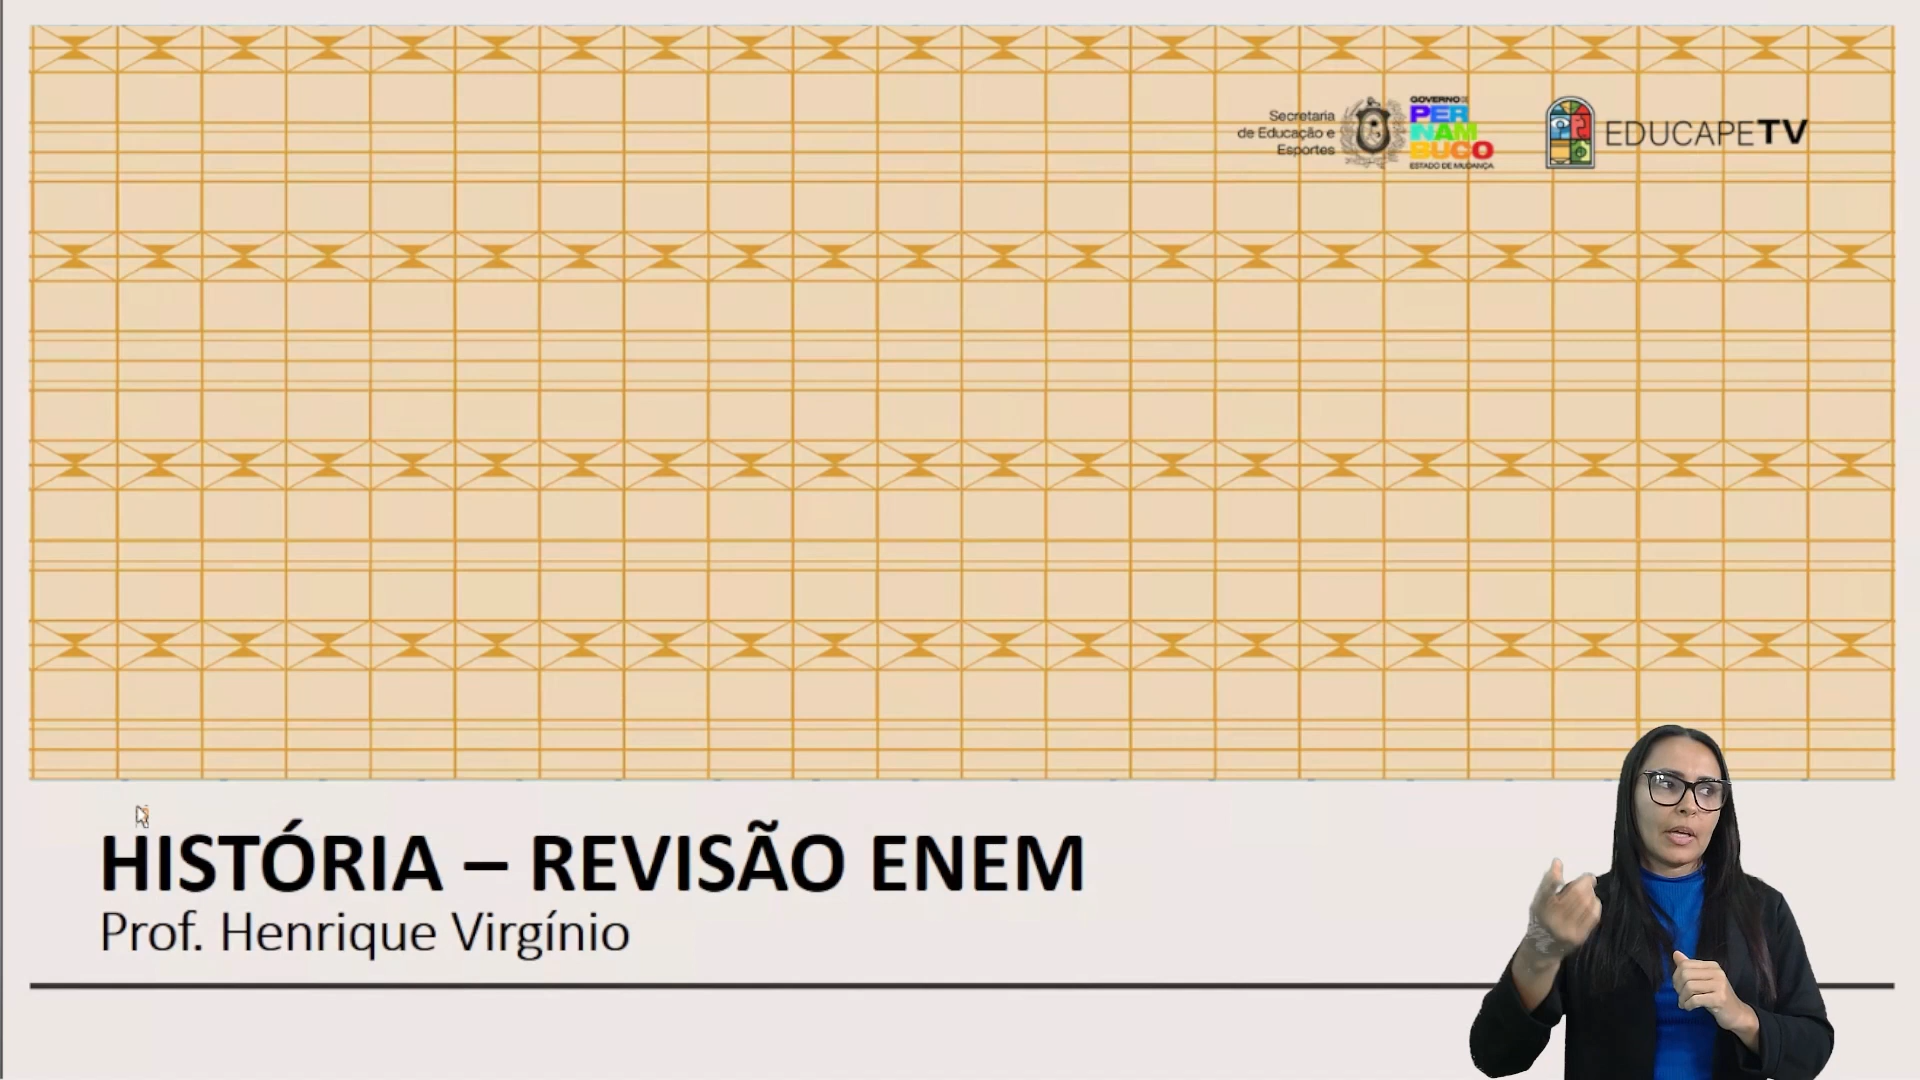 Secretaria
de Educação e
Esportes
GOVERNO DE
PER
NAM
BUCO
ESTADO DE MUDANÇA
EDUCAPETV
HISTÓRIA – REVISÃO ENEM
Prof. Henrique Virgínio